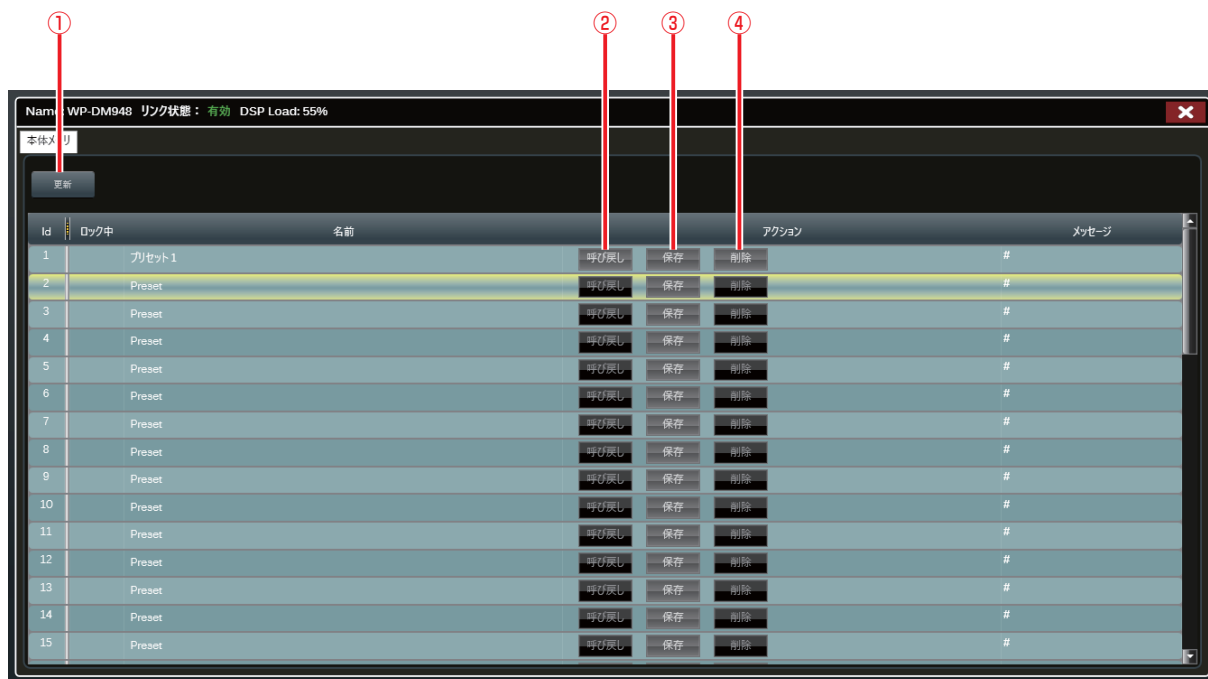 ① ② ③ ④
Name: WP-DM948 リンク状態： 有効 DSP Load: 55%
本体メモリ
更新
Id ロック中 名前 アクション メッセージ
1 プリセット1 呼び戻し 保存 削除 #
2 Preset 呼び戻し 保存 削除 #
3 Preset 呼び戻し 保存 削除 #
4 Preset 呼び戻し 保存 削除 #
5 Preset 呼び戻し 保存 削除 #
6 Preset 呼び戻し 保存 削除 #
7 Preset 呼び戻し 保存 削除 #
8 Preset 呼び戻し 保存 削除 #
9 Preset 呼び戻し 保存 削除 #
10 Preset 呼び戻し 保存 削除 #
11 Preset 呼び戻し 保存 削除 #
12 Preset 呼び戻し 保存 削除 #
13 Preset 呼び戻し 保存 削除 #
14 Preset 呼び戻し 保存 削除 #
15 Preset 呼び戻し 保存 削除 #